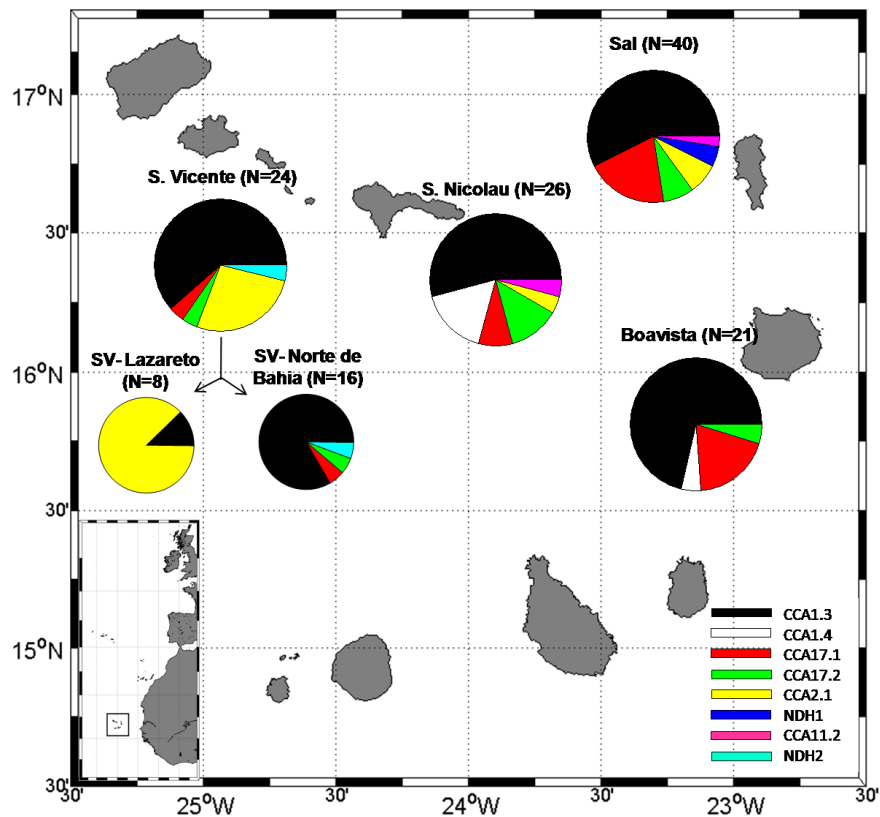 Sal (N=40)
17°N
S. Vicente (N=24)
S. Nicolau (N=26)
30'
Boavista (N=21)
16°N
SV- Lazareto
(N=8)
SV- Norte de
Bahia (N=16)
30'
CCA1.3
CCA1.4
CCA17.1
CCA17.2
CCA2.1
NDH1
CCA11.2
NDH2
15°N
30'
30'
25°W
30'
24°W
30'
23°W
30'